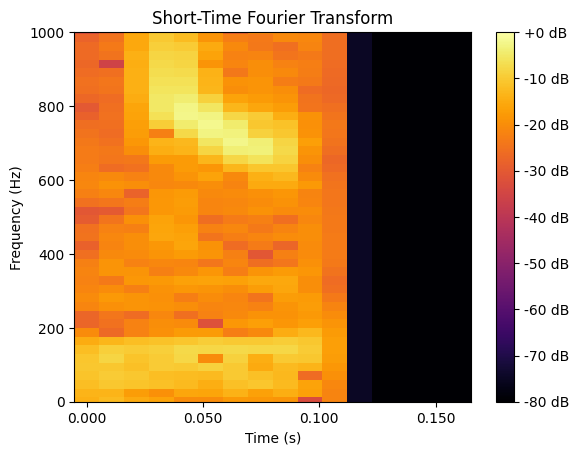 Short-Time Fourier Transform
1000
800
600
400
200
0
Frequency (Hz)
0.000
0.050
0.100
0.150
Time (s)
+0 dB
-10 dB
-20 dB
-30 dB
-40 dB
-50 dB
-60 dB
-70 dB
-80 dB